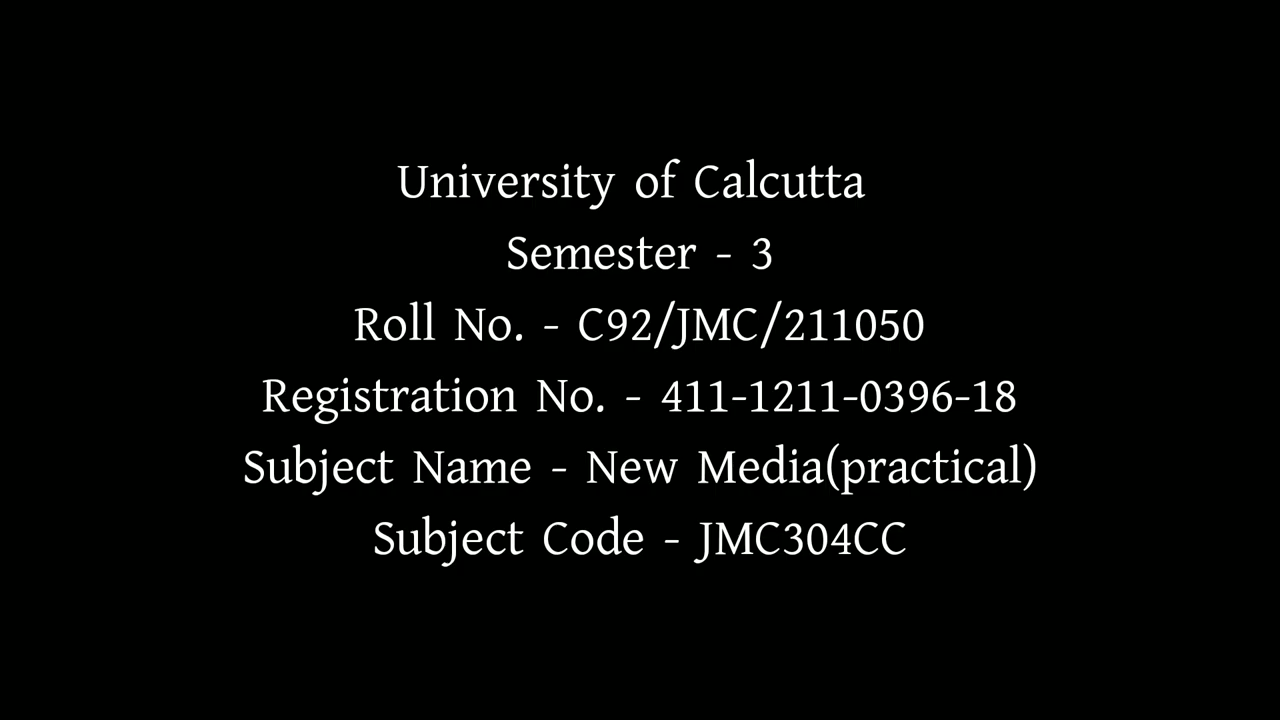 University of Calcutta
Semester - 3
Roll No. - C92/JMC/211050
Registration No. - 411-1211-0396-18
Subject Name - New Media(practical)
Subject Code - JMC304CC